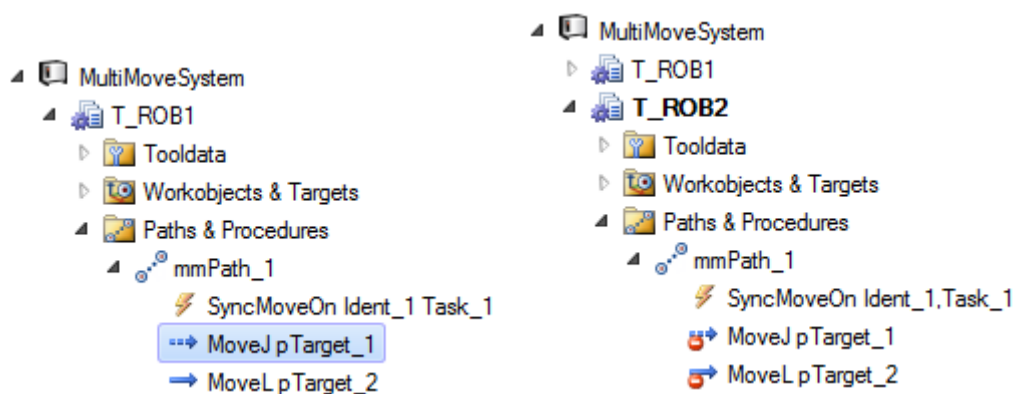 MultiMoveSystem
T_ROB1
Tooldata
Workobjects & Targets
Paths & Procedures
mmPath_1
SyncMoveOn Ident_1 Task_1
MoveJ pTarget_1
MoveL pTarget_2
MultiMoveSystem
T_ROB1
T_ROB2
Tooldata
Workobjects & Targets
Paths & Procedures
mmPath_1
SyncMoveOn Ident_1,Task_1
MoveJ pTarget_1
MoveL pTarget_2